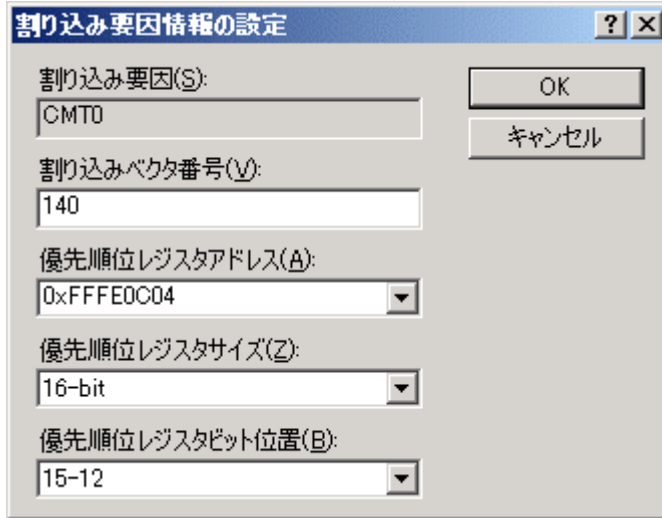 割り込み要因情報の設定
割り込み要因(S):
CMT0
割り込みベクタ番号(V):
140
優先順位レジスタアドレス(A):
0xFFFE0C04
優先順位レジスタサイズ(Z):
16-bit
優先順位レジスタビット位置(B):
15-12
OK
キャンセル